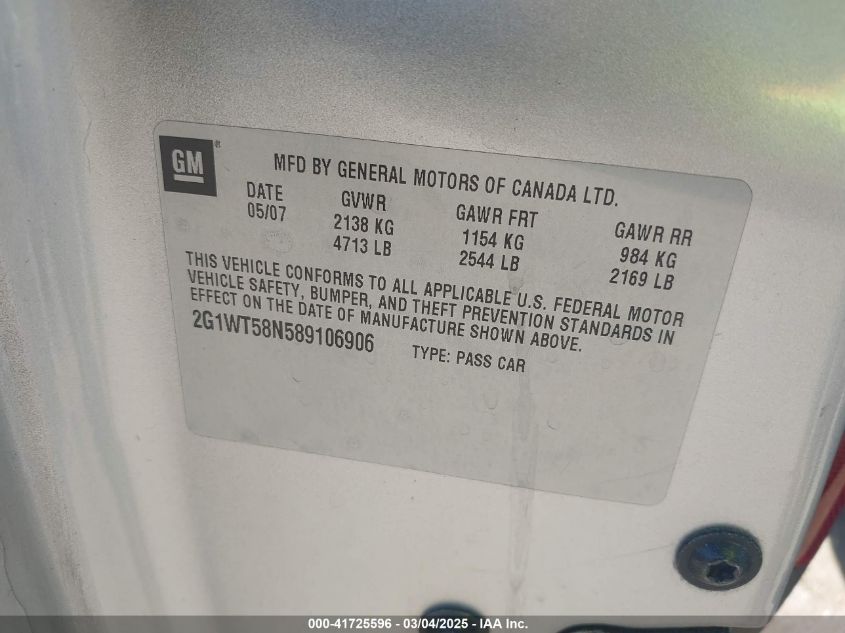 GM®
MFD BY GENERAL MOTORS OF CANADA LTD.
DATE GVWR GAWR FRT GAWR RR
05/07 2138 KG 1154 KG 984 KG
4713 LB 2544 LB 2169 LB
THIS VEHICLE CONFORMS TO ALL APPLICABLE U.S. FEDERAL MOTOR
VEHICLE SAFETY, BUMPER, AND THEFT PREVENTION STANDARDS IN
EFFECT ON THE DATE OF MANUFACTURE SHOWN ABOVE.
2G1WT58N589106906 TYPE: PASS CAR
000-41725596 - 03/04/2025 - IAA Inc.